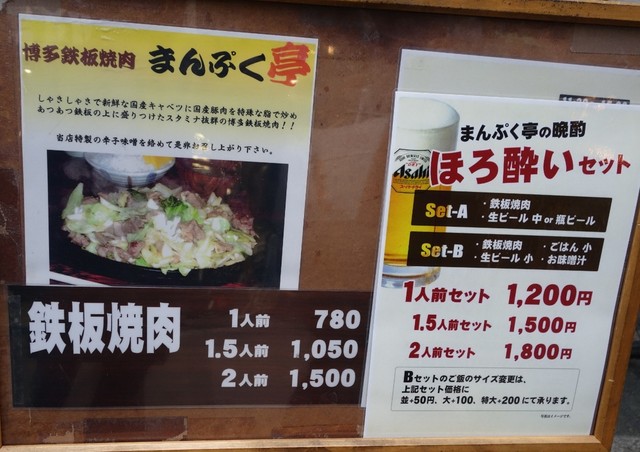 博多鉄板焼肉 まんぷく亭
しゃきしゃきで新鮮な国産キャベツに国産豚肉を特殊な脂で炒め
あつあつ鉄板の上に盛りつけたスタミナ抜群の博多鉄板焼肉！！
当店特製の辛子味噌を絡めて是非お召し上がり下さい。
鉄板焼肉
1人前 780
1.5人前 1,050
2人前 1,500
まんぷく亭の晩酌
ほろ酔いセット
Asahi
Set-A
・鉄板焼肉
・生ビール 中 or 瓶ビール
Set-B
・鉄板焼肉 ・ごはん 小
・生ビール 小 ・お味噌汁
1人前セット 1,200円
1.5人前セット 1,500円
2人前セット 1,800円
Bセットのご飯のサイズ変更は、
上記セット価格に
並+50円、大+100、特大+200にて承ります。
写真はイメージです。